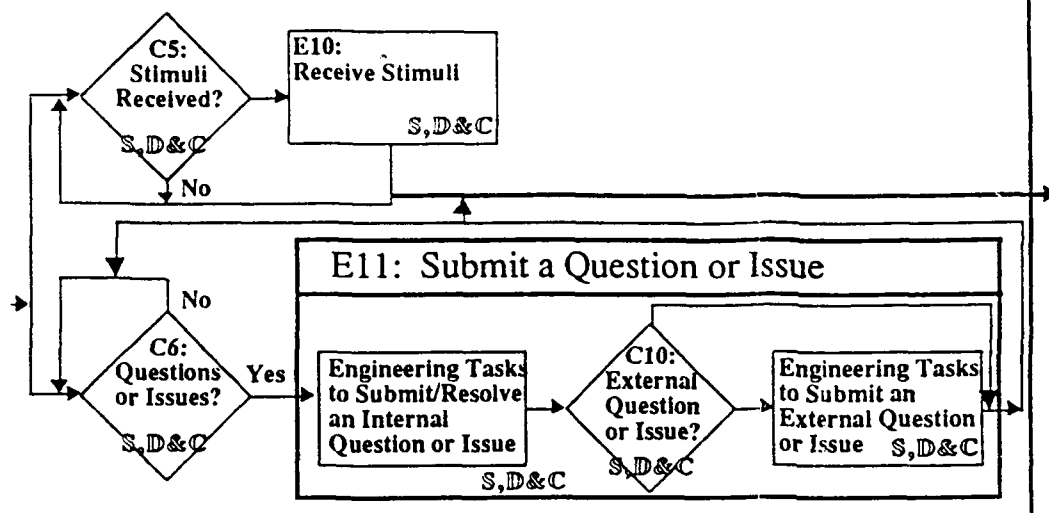 C5:
Stimuli
Received?
S,D&C
No
E10:
Receive Stimuli
S,D&C
No
C6:
Questions
or Issues?
S,D&C
Yes
E11: Submit a Question or Issue
Engineering Tasks
to Submit/Resolve
an Internal
Question or Issue
S,D&C
C10:
External
Question
or Issue?
S,D&C
Engineering Tasks
to Submit an
External Question
or Issue
S,D&C